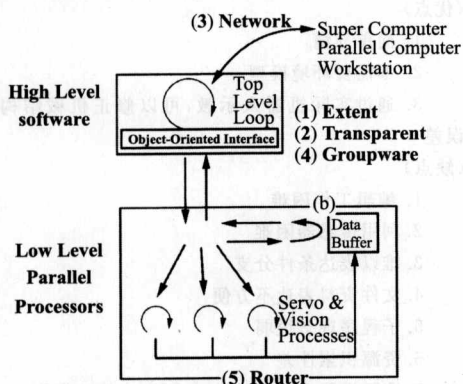 (3) Network
Super Computer
Parallel Computer
Workstation
High Level
software
Top
Level
Loop
Object-Oriented Interface
(1) Extent
(2) Transparent
(4) Groupware
(b)
Data
Buffer
Low Level
Parallel
Processors
Servo &
Vision
Processes
(5) Router